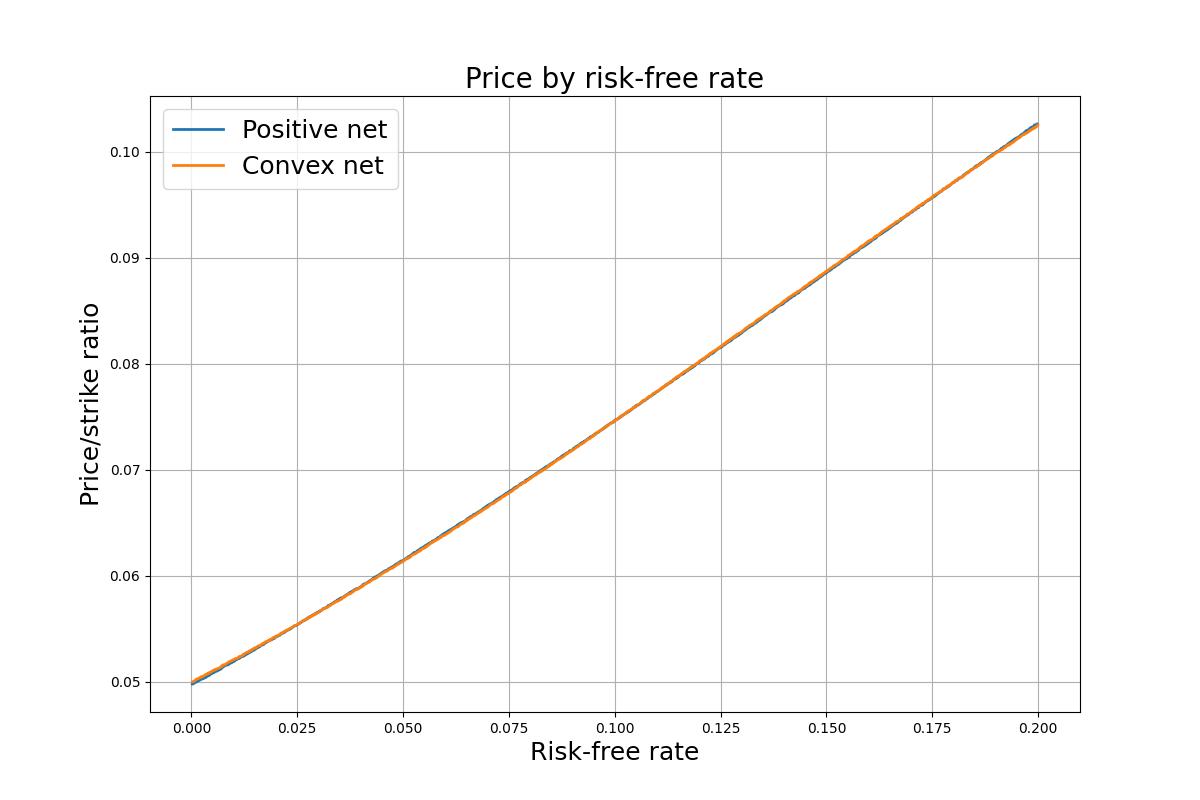 Price by risk-free rate
Positive net
Convex net
Price/strike ratio
0.10
0.09
0.08
0.07
0.06
0.05
0.000 0.025 0.050 0.075 0.100 0.125 0.150 0.175 0.200
Risk-free rate